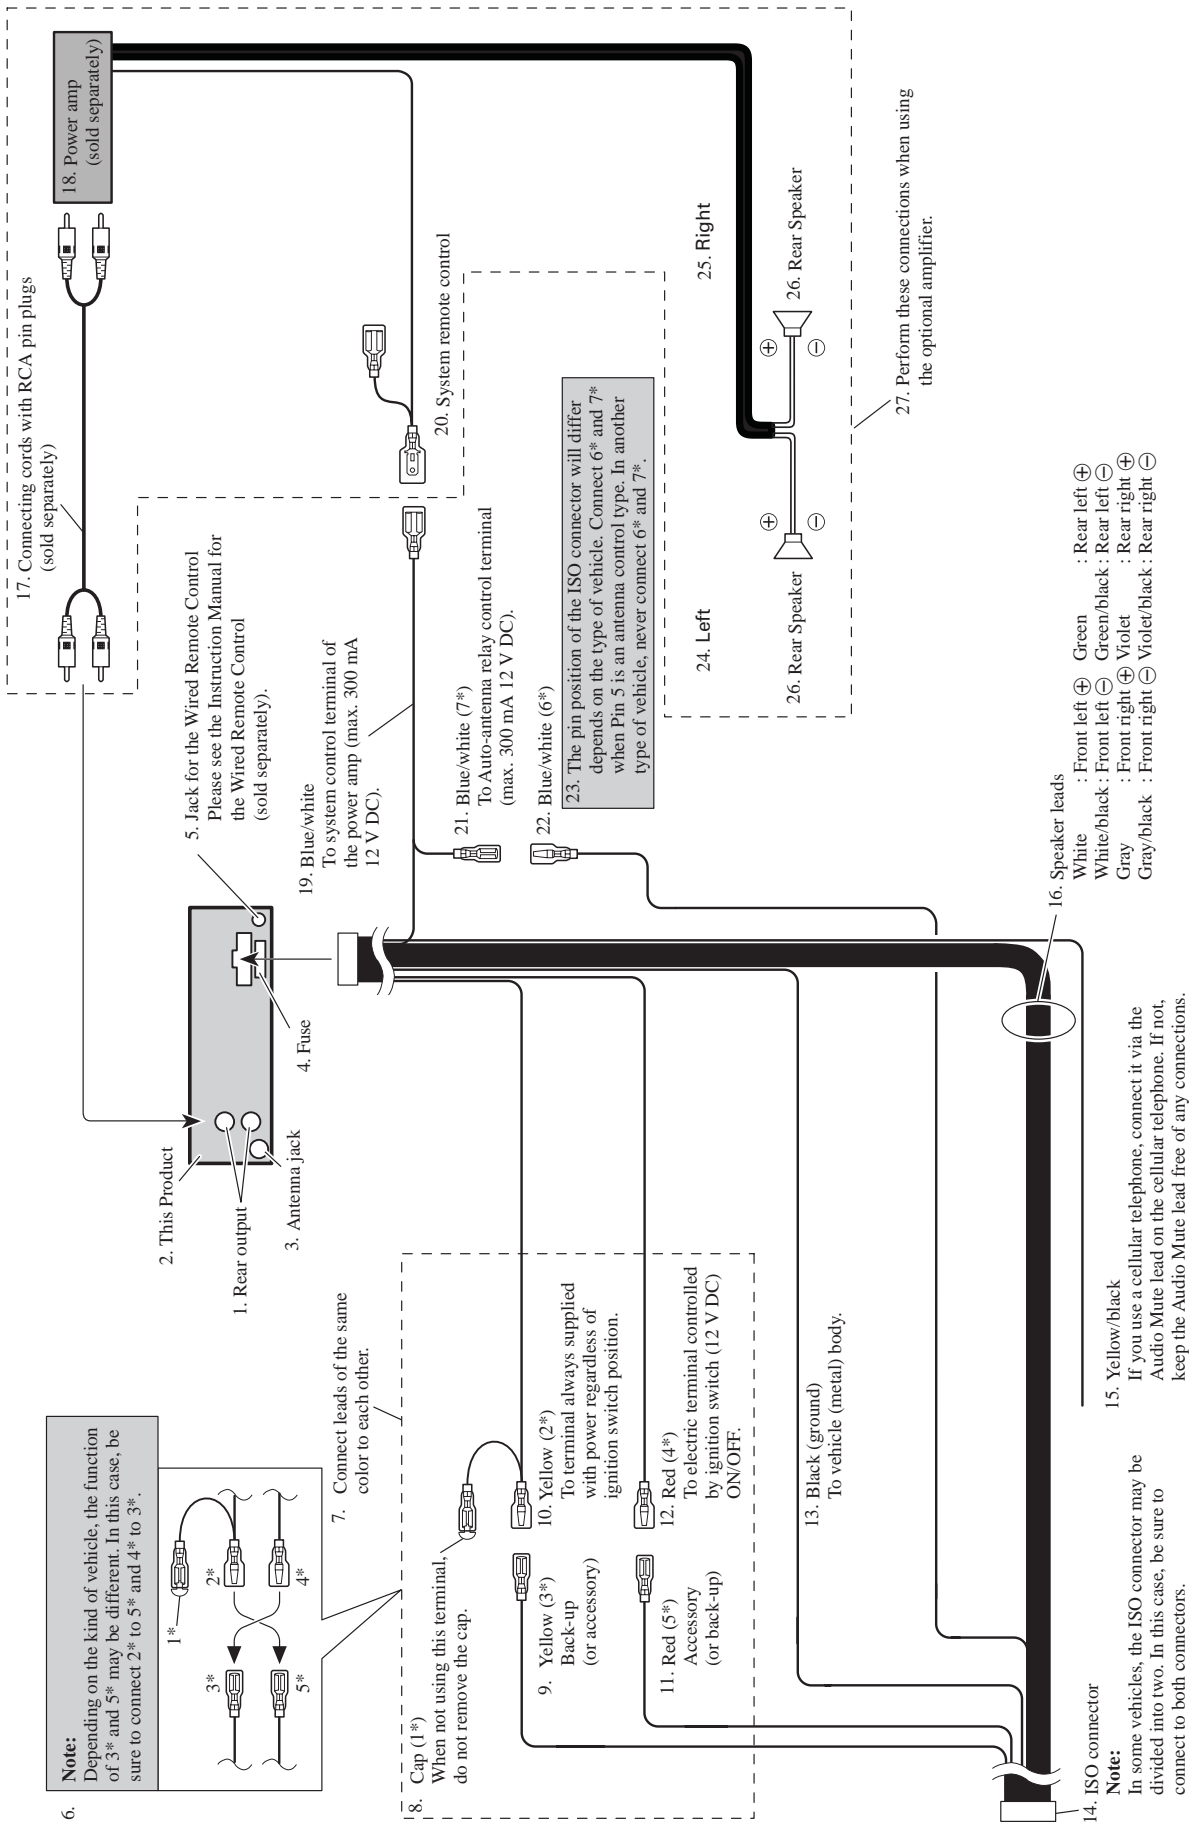 1. Rear output
2. This Product
3. Antenna jack
4. Fuse
5. Jack for the Wired Remote Control
Please see the Instruction Manual for
the Wired Remote Control
(sold separately).
6.
Note:
Depending on the kind of vehicle, the function
of 3* and 5* may be different. In this case, be
sure to connect 2* to 5* and 4* to 3*.
1*
3*
2*
5*
4*
7. Connect leads of the same
color to each other.
8. Cap (1*)
When not using this terminal,
do not remove the cap.
9. Yellow (3*)
Back-up
(or accessory)
10. Yellow (2*)
To terminal always supplied
with power regardless of
ignition switch position.
11. Red (5*)
Accessory
(or back-up)
12. Red (4*)
To electric terminal controlled
by ignition switch (12 V DC)
ON/OFF.
13. Black (ground)
To vehicle (metal) body.
14. ISO connector
Note:
In some vehicles, the ISO connector may be
divided into two. In this case, be sure to
connect to both connectors.
15. Yellow/black
If you use a cellular telephone, connect it via the
Audio Mute lead on the cellular telephone. If not,
keep the Audio Mute lead free of any connections.
16. Speaker leads
White : Front left ⊕ Green : Rear left ⊕
White/black : Front left ⊖ Green/black : Rear left ⊖
Gray : Front right ⊕ Violet : Rear right ⊕
Gray/black : Front right ⊖ Violet/black : Rear right ⊖
17. Connecting cords with RCA pin plugs
(sold separately)
18. Power amp
(sold separately)
19. Blue/white
To system control terminal of
the power amp (max. 300 mA
12 V DC).
20. System remote control
21. Blue/white (7*)
To Auto-antenna relay control terminal
(max. 300 mA 12 V DC).
22. Blue/white (6*)
23. The pin position of the ISO connector will differ
depends on the type of vehicle. Connect 6* and 7*
when Pin 5 is an antenna control type. In another
type of vehicle, never connect 6* and 7*.
24. Left
25. Right
⊕ ⊕
⊖ ⊖
26. Rear Speaker
26. Rear Speaker
27. Perform these connections when using
the optional amplifier.